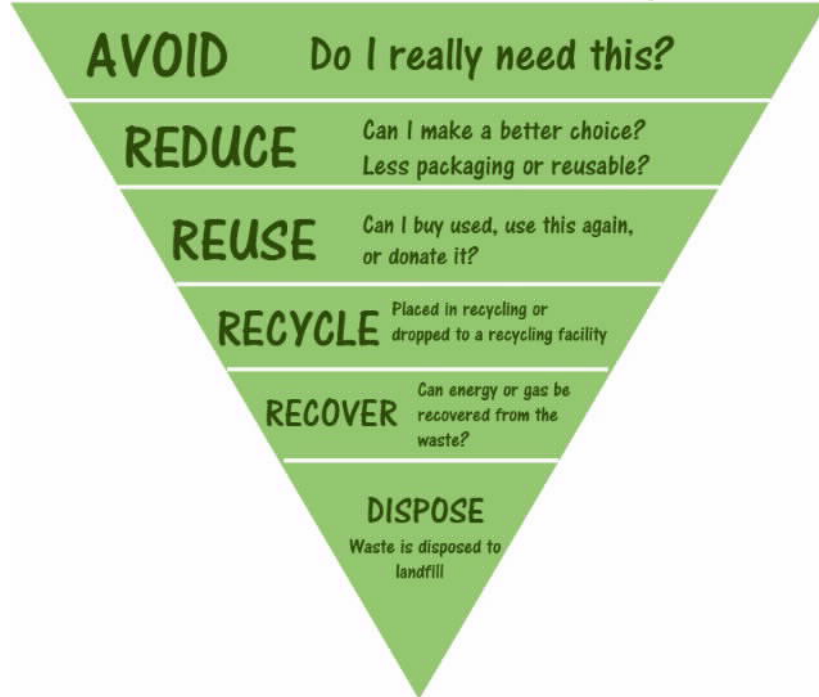 AVOID Do I really need this?
REDUCE Can I make a better choice?
Less packaging or reusable?
REUSE Can I buy used, use this again,
or donate it?
RECYCLE Placed in recycling or
dropped to a recycling facility
RECOVER Can energy or gas be
recovered from the
waste?
DISPOSE
Waste is disposed to
landfill